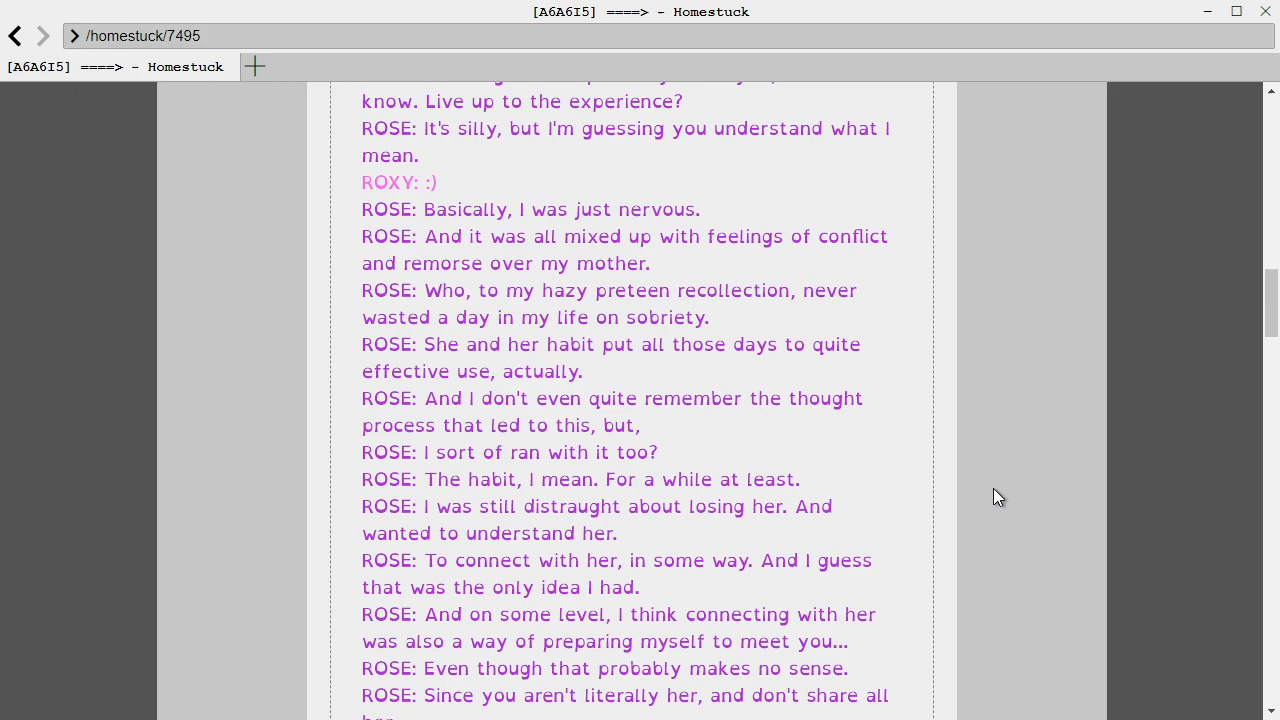 [A6A6I5] ====> - Homestuck
/homestuck/7495
[A6A6I5] ====> - Homestuck
know. Live up to the experience?
ROSE: It's silly, but I'm guessing you understand what I
mean.
ROXY: :)
ROSE: Basically, I was just nervous.
ROSE: And it was all mixed up with feelings of conflict
and remorse over my mother.
ROSE: Who, to my hazy preteen recollection, never
wasted a day in my life on sobriety.
ROSE: She and her habit put all those days to quite
effective use, actually.
ROSE: And I don't even quite remember the thought
process that led to this, but,
ROSE: I sort of ran with it too?
ROSE: The habit, I mean. For a while at least.
ROSE: I was still distraught about losing her. And
wanted to understand her.
ROSE: To connect with her, in some way. And I guess
that was the only idea I had.
ROSE: And on some level, I think connecting with her
was also a way of preparing myself to meet you...
ROSE: Even though that probably makes no sense.
ROSE: Since you aren't literally her, and don't share all